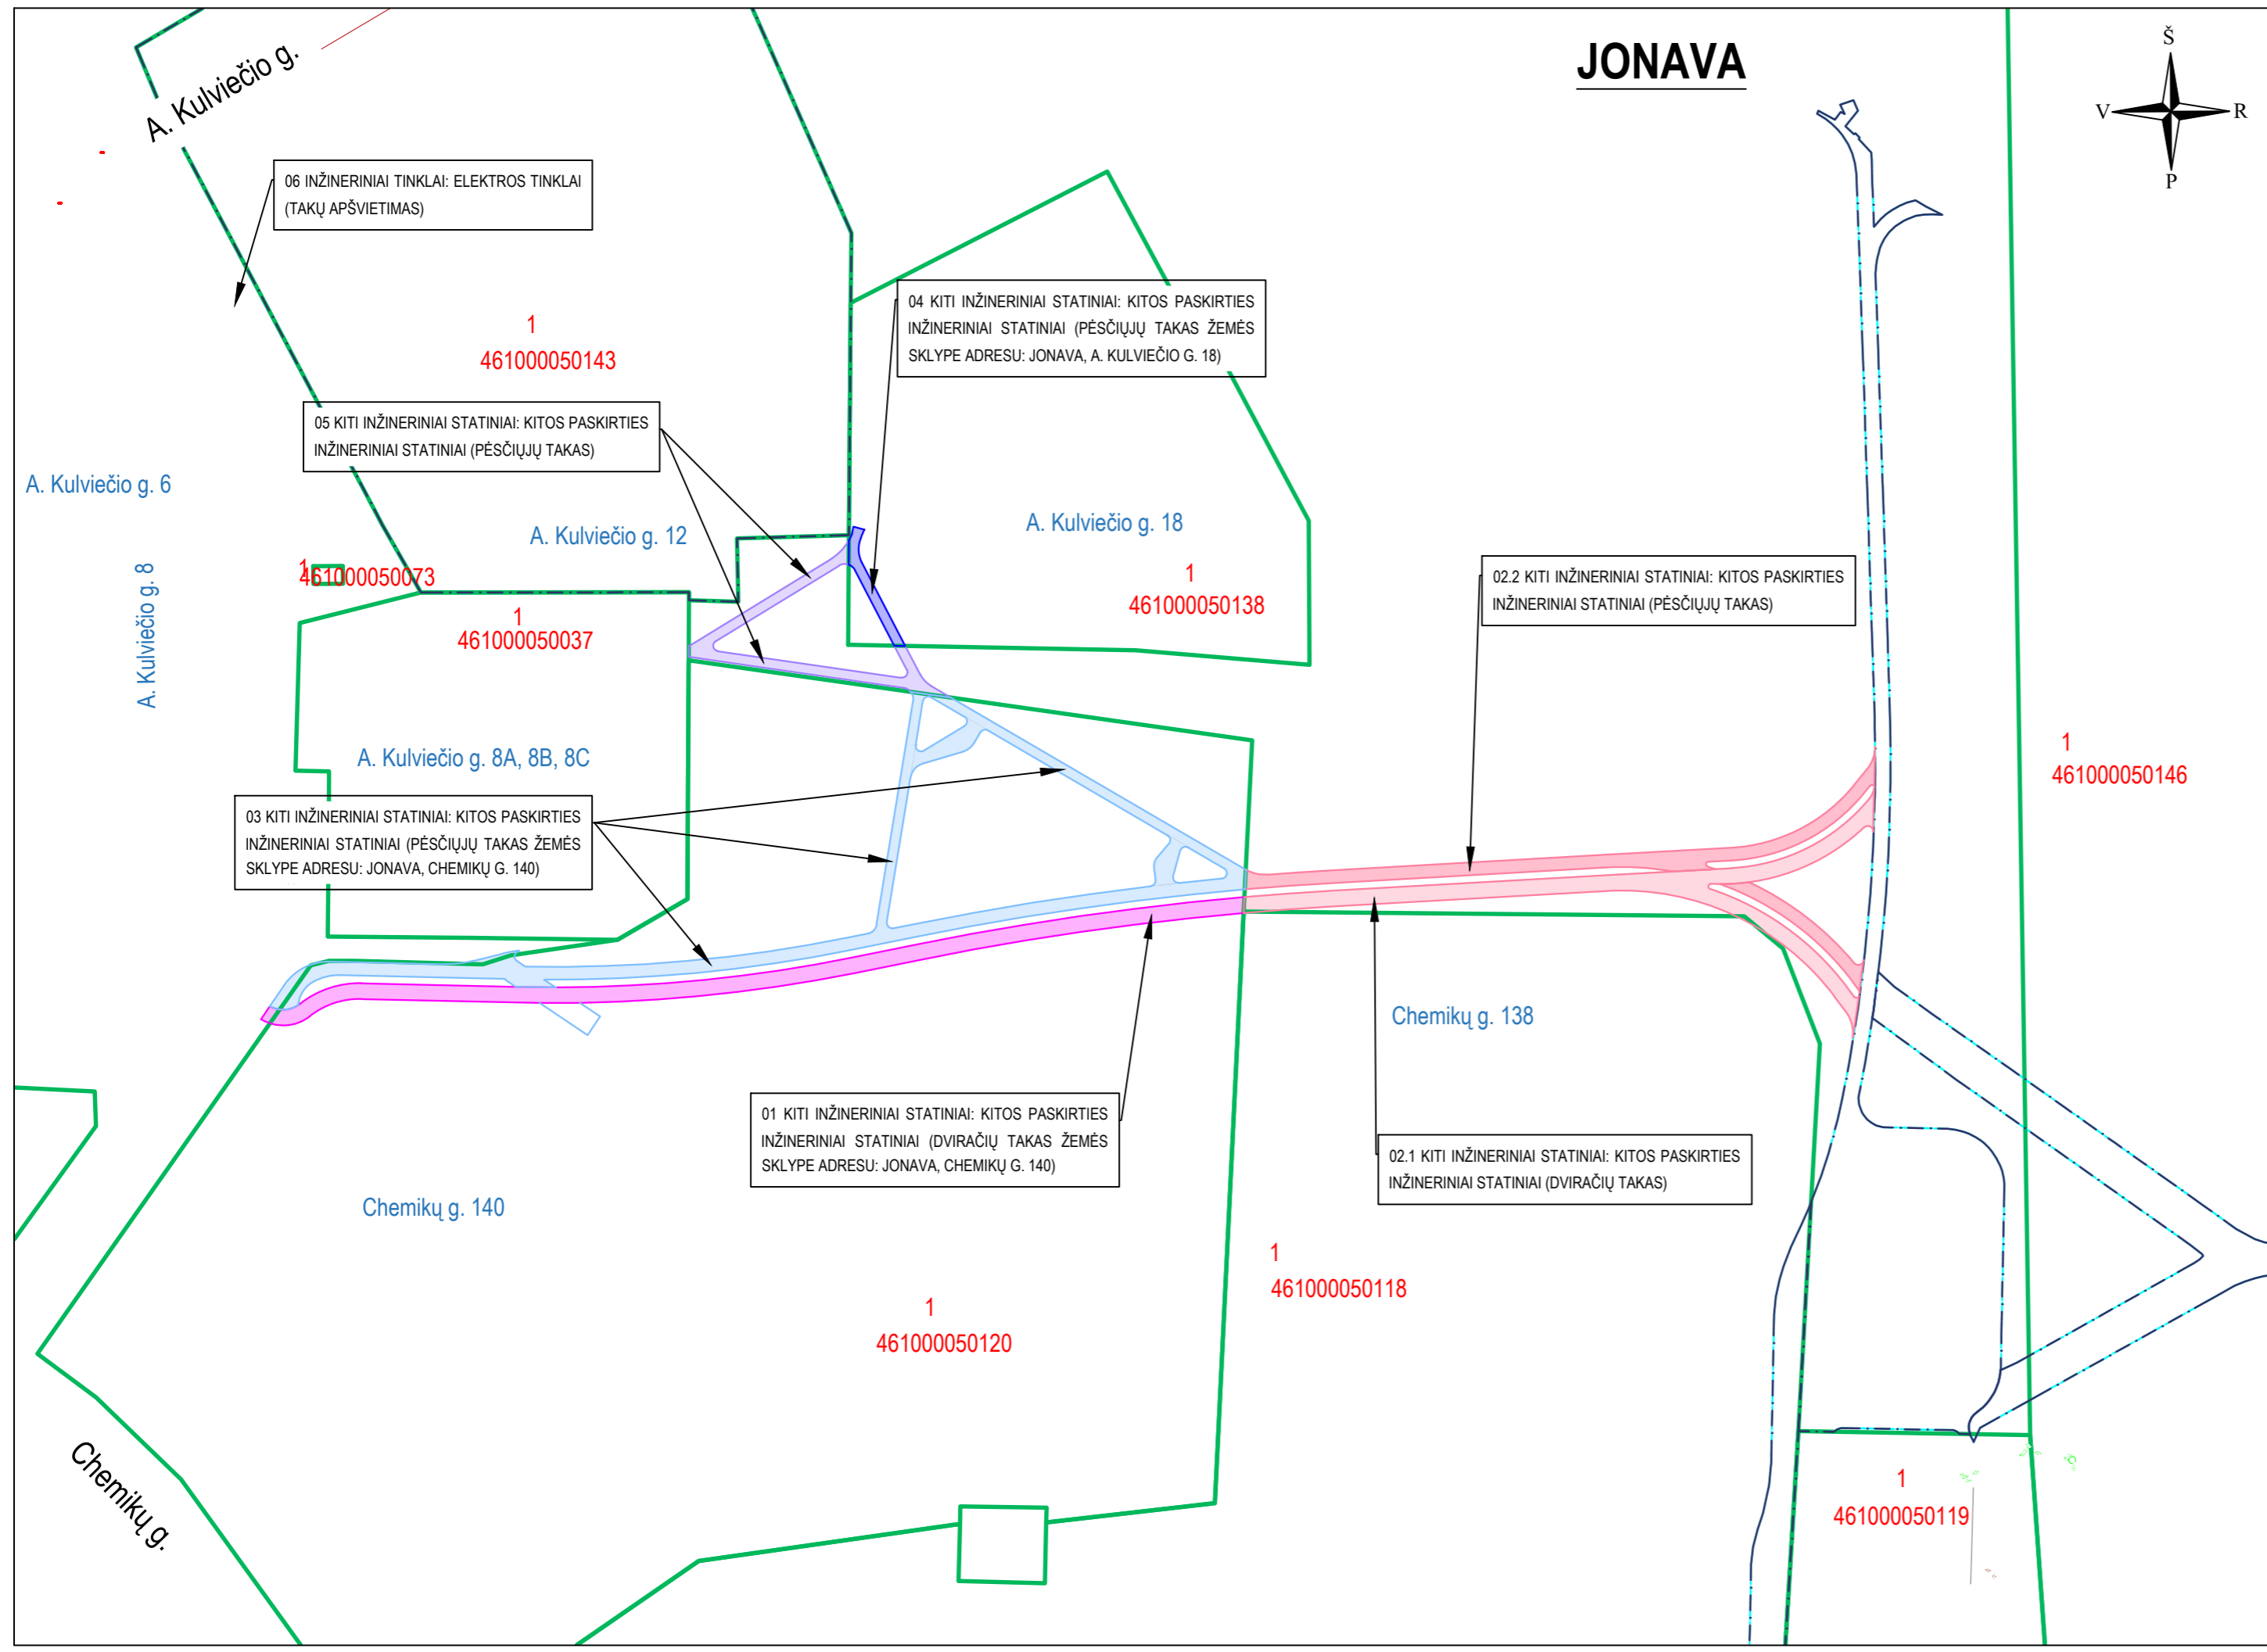 JONAVA
Š
V
R
P
A. Kulviečio g.
06 INŽINERINIAI TINKLAI: ELEKTROS TINKLAI
(TAKŲ APŠVIETIMAS)
04 KITI INŽINERINIAI STATINIAI: KITOS PASKIRTIES
INŽINERINIAI STATINIAI (PĖSČIŲJŲ TAKAS ŽEMĖS
SKLYPE ADRESU: JONAVA, A. KULVIEČIO G. 18)
1
461000050143
05 KITI INŽINERINIAI STATINIAI: KITOS PASKIRTIES
INŽINERINIAI STATINIAI (PĖSČIŲJŲ TAKAS)
A. Kulviečio g. 6
A. Kulviečio g. 12
A. Kulviečio g. 18
1
461000050073
1
461000050138
02.2 KITI INŽINERINIAI STATINIAI: KITOS PASKIRTIES
INŽINERINIAI STATINIAI (PĖSČIŲJŲ TAKAS)
A. Kulviečio g. 8
1
461000050037
A. Kulviečio g. 8A, 8B, 8C
1
461000050146
03 KITI INŽINERINIAI STATINIAI: KITOS PASKIRTIES
INŽINERINIAI STATINIAI (PĖSČIŲJŲ TAKAS ŽEMĖS
SKLYPE ADRESU: JONAVA, CHEMIKŲ G. 140)
Chemikų g. 138
01 KITI INŽINERINIAI STATINIAI: KITOS PASKIRTIES
INŽINERINIAI STATINIAI (DVIRAČIŲ TAKAS ŽEMĖS
SKLYPE ADRESU: JONAVA, CHEMIKŲ G. 140)
02.1 KITI INŽINERINIAI STATINIAI: KITOS PASKIRTIES
INŽINERINIAI STATINIAI (DVIRAČIŲ TAKAS)
Chemikų g. 140
1
461000050118
1
461000050120
Chemikų g.
1
461000050119